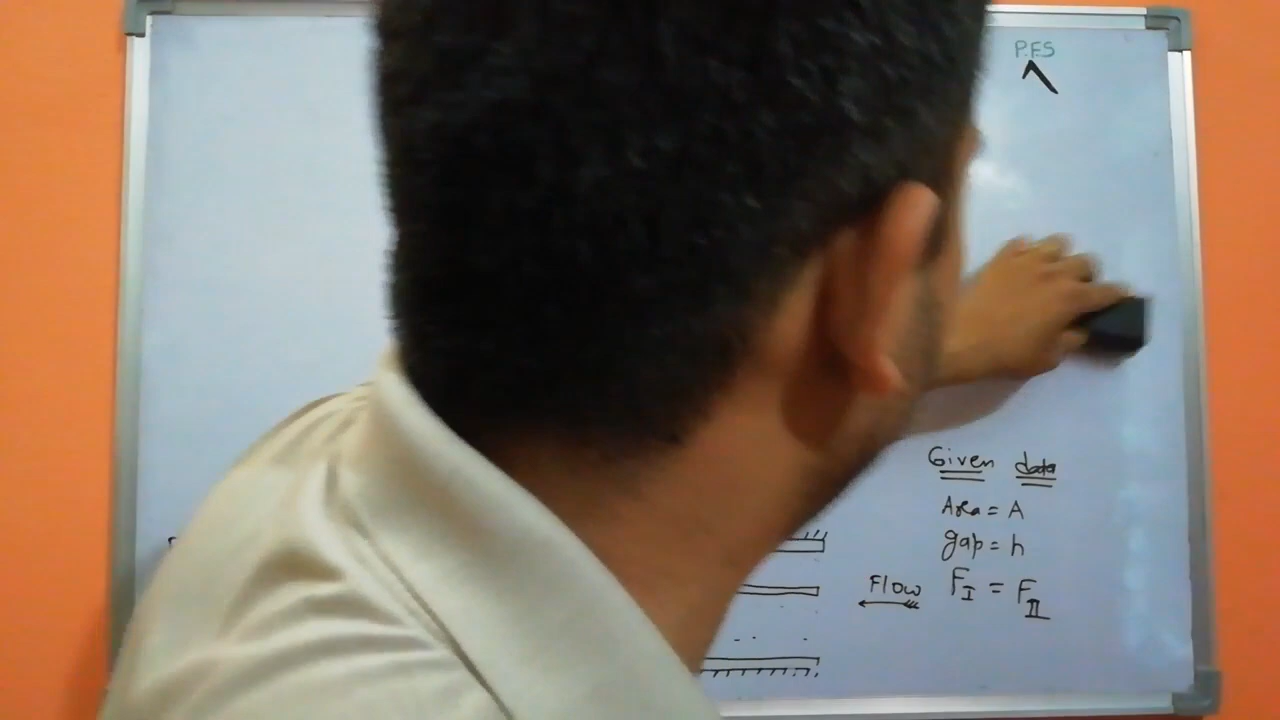 P.F.S
Given data
Area = A
gap = h
Flow
F_I = F_II